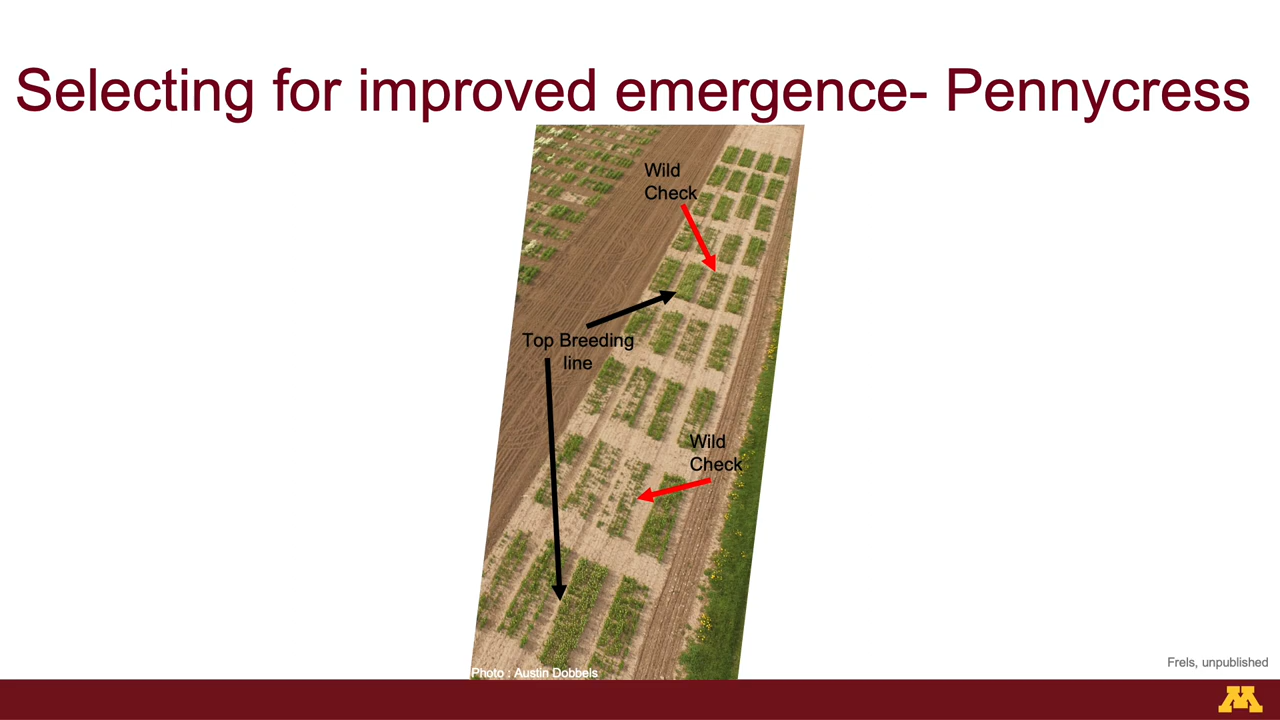 Selecting for improved emergence- Pennycress
Wild
Check
Top Breeding
line
Wild
Check
Photo : Austin Dobbels
Frels, unpublished
M